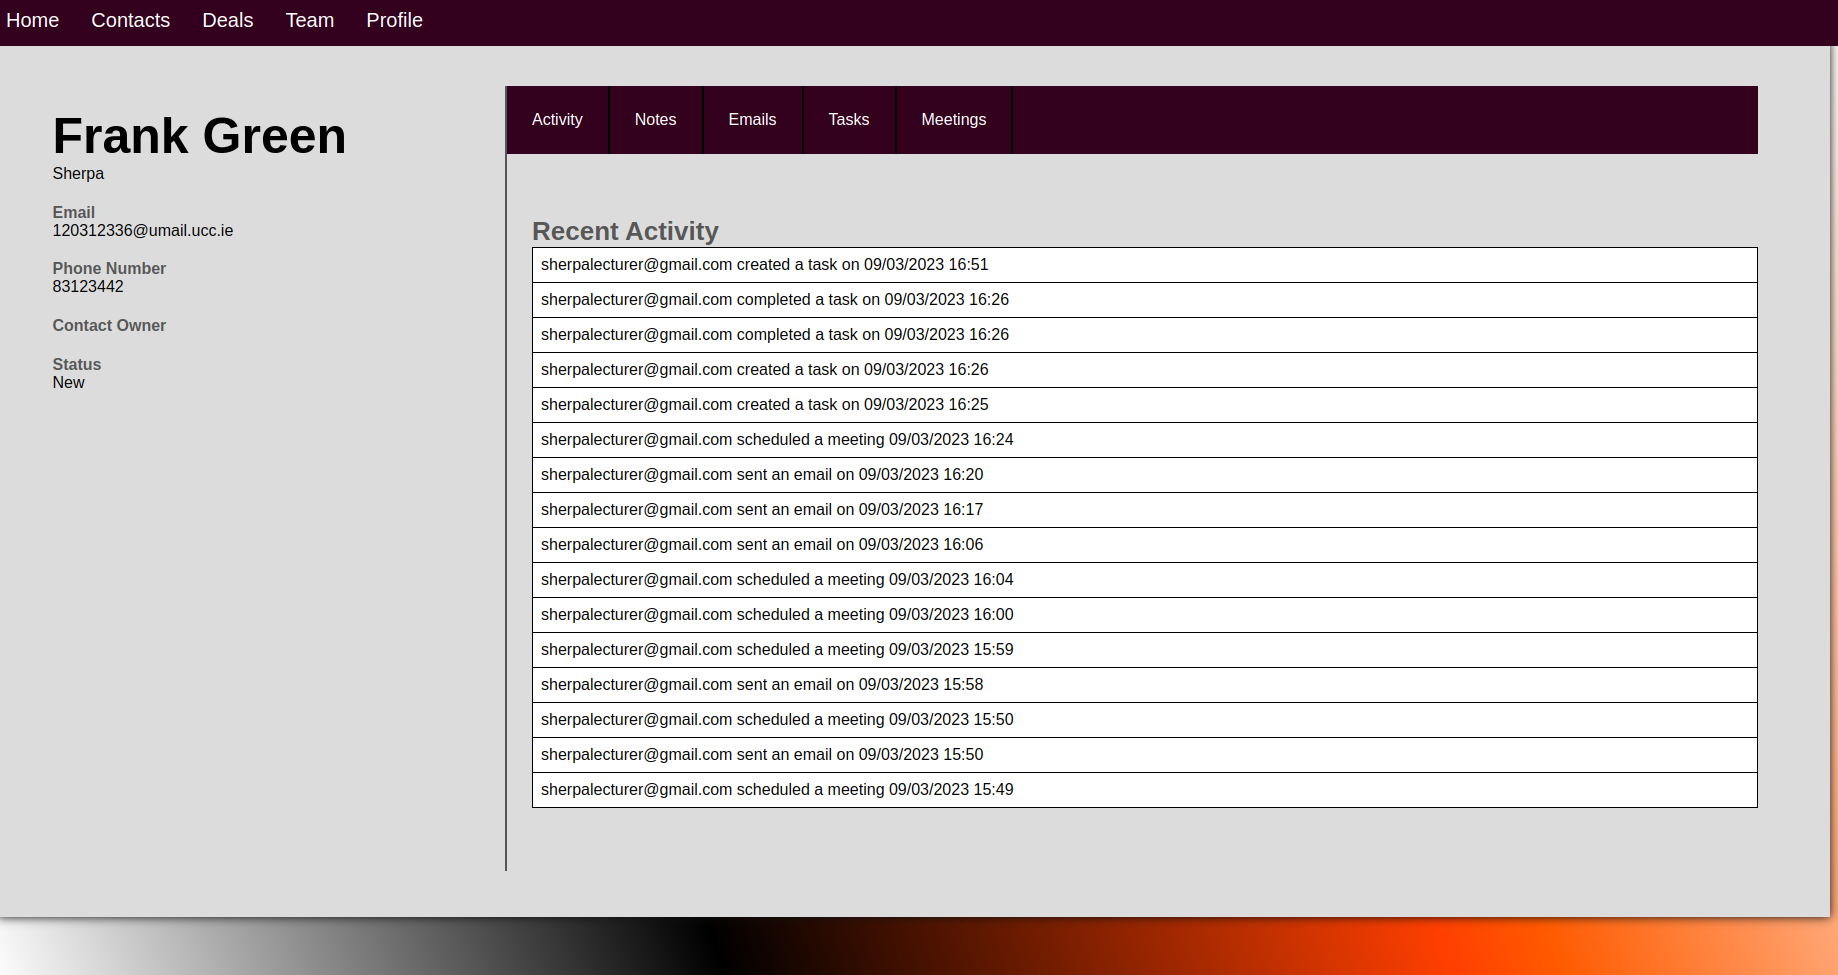 Home Contacts Deals Team Profile
Frank Green
Sherpa
Email
120312336@umail.ucc.ie
Phone Number
83123442
Contact Owner
Status
New
Activity Notes Emails Tasks Meetings
Recent Activity
sherpalecturer@gmail.com created a task on 09/03/2023 16:51
sherpalecturer@gmail.com completed a task on 09/03/2023 16:26
sherpalecturer@gmail.com completed a task on 09/03/2023 16:26
sherpalecturer@gmail.com created a task on 09/03/2023 16:26
sherpalecturer@gmail.com created a task on 09/03/2023 16:25
sherpalecturer@gmail.com scheduled a meeting 09/03/2023 16:24
sherpalecturer@gmail.com sent an email on 09/03/2023 16:20
sherpalecturer@gmail.com sent an email on 09/03/2023 16:17
sherpalecturer@gmail.com sent an email on 09/03/2023 16:06
sherpalecturer@gmail.com scheduled a meeting 09/03/2023 16:04
sherpalecturer@gmail.com scheduled a meeting 09/03/2023 16:00
sherpalecturer@gmail.com scheduled a meeting 09/03/2023 15:59
sherpalecturer@gmail.com sent an email on 09/03/2023 15:58
sherpalecturer@gmail.com scheduled a meeting 09/03/2023 15:50
sherpalecturer@gmail.com sent an email on 09/03/2023 15:50
sherpalecturer@gmail.com scheduled a meeting 09/03/2023 15:49